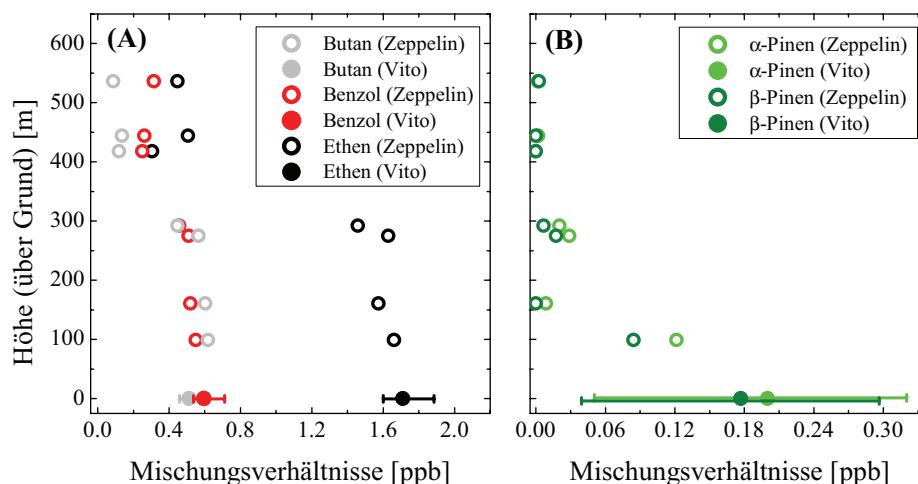 (A)
Butan (Zeppelin)
Butan (Vito)
Benzol (Zeppelin)
Benzol (Vito)
Ethen (Zeppelin)
Ethen (Vito)
Höhe (über Grund) [m]
600
500
400
300
200
100
0
0.0 0.4 0.8 1.2 1.6 2.0
Mischungsverhältnisse [ppb]
(B)
α-Pinen (Zeppelin)
α-Pinen (Vito)
β-Pinen (Zeppelin)
β-Pinen (Vito)
0.00 0.06 0.12 0.18 0.24 0.30
Mischungsverhältnisse [ppb]